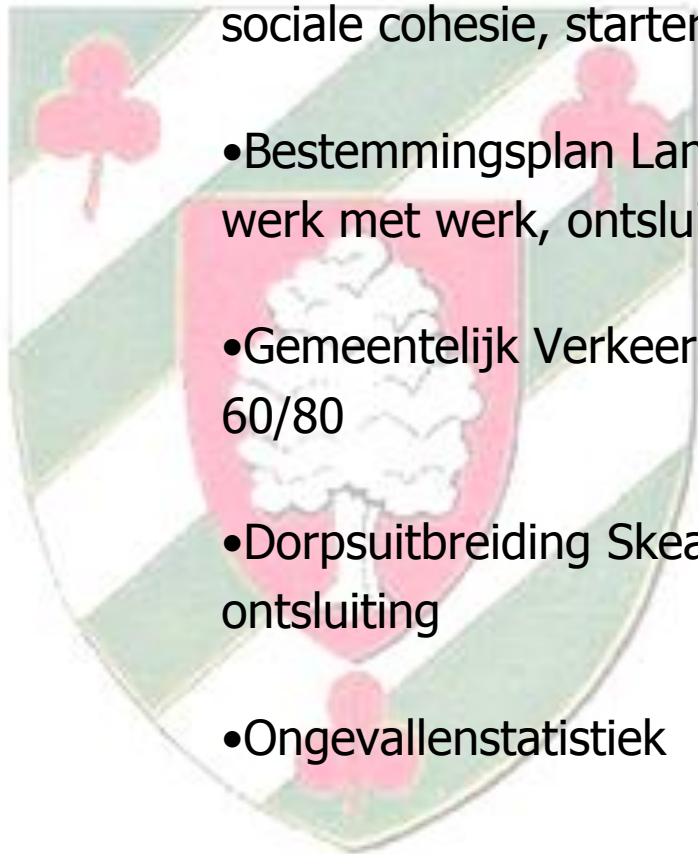 sociale cohesie, starter
•Bestemmingsplan Lan
werk met werk, ontslui
•Gemeentelijk Verkeer
60/80
•Dorpsuitbreiding Skea
ontsluiting
•Ongevallenstatistiek